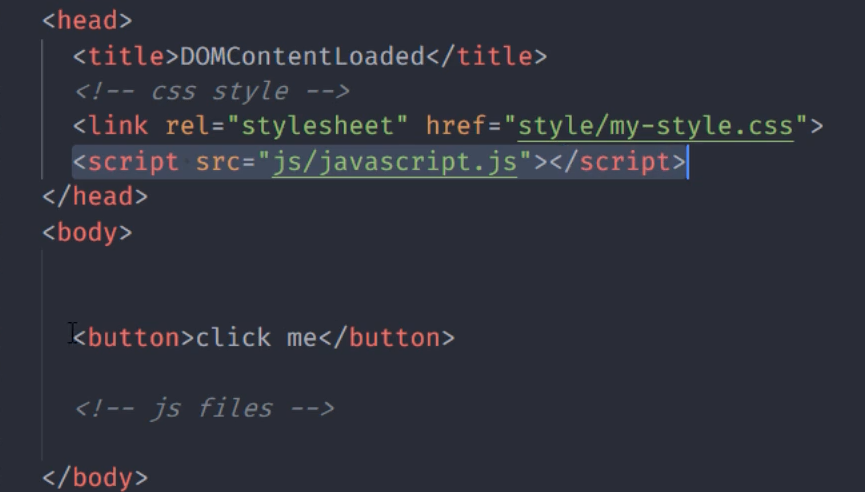 <head>
<title>DOMContentLoaded</title>
<!-- css style -->
<link rel="stylesheet" href="style/my-style.css">
<script src="js/javascript.js"></script>
</head>
<body>
<button>click me</button>
<!-- js files -->
</body>